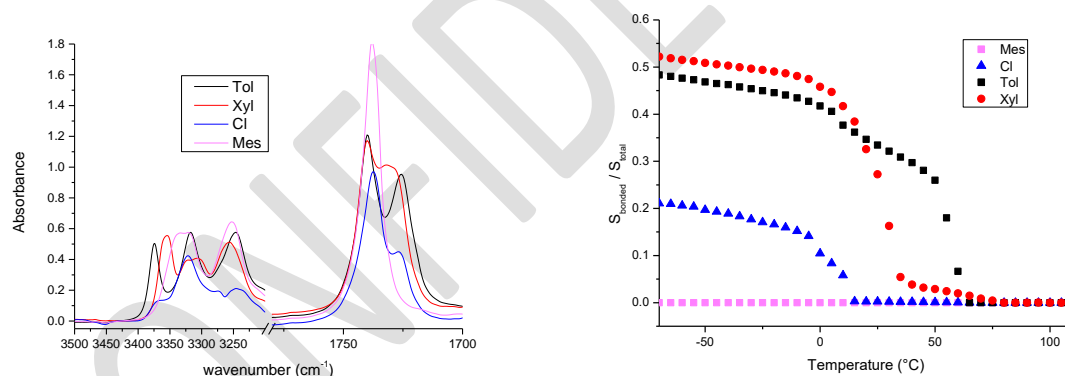 1.8
1.6
1.4
1.2
1.0
0.8
0.6
0.4
0.2
0.0
Absorbance
Tol
Xyl
Cl
Mes
3500 3450 3400 3350 3300 3250 1750 1700
wavenumber (cm-1)
0.6
0.5
0.4
0.3
0.2
0.1
0.0
Sbonded / Stotal
Mes
Cl
Tol
Xyl
-50 0 50 100
Temperature (°C)
ONFIDE